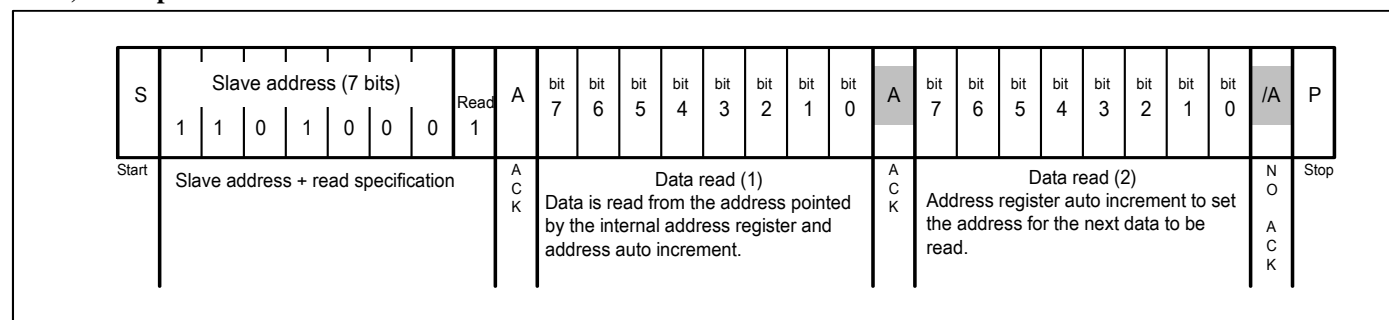 S
Slave address (7 bits)
1 1 0 1 0 0 0
Read
1
A
bit 7 bit 6 bit 5 bit 4 bit 3 bit 2 bit 1 bit 0
A
bit 7 bit 6 bit 5 bit 4 bit 3 bit 2 bit 1 bit 0
/A
P
Start
Slave address + read specification
ACK
Data read (1)
Data is read from the address pointed
by the internal address register and
address auto increment.
ACK
Data read (2)
Address register auto increment to set
the address for the next data to be
read.
NO ACK
Stop